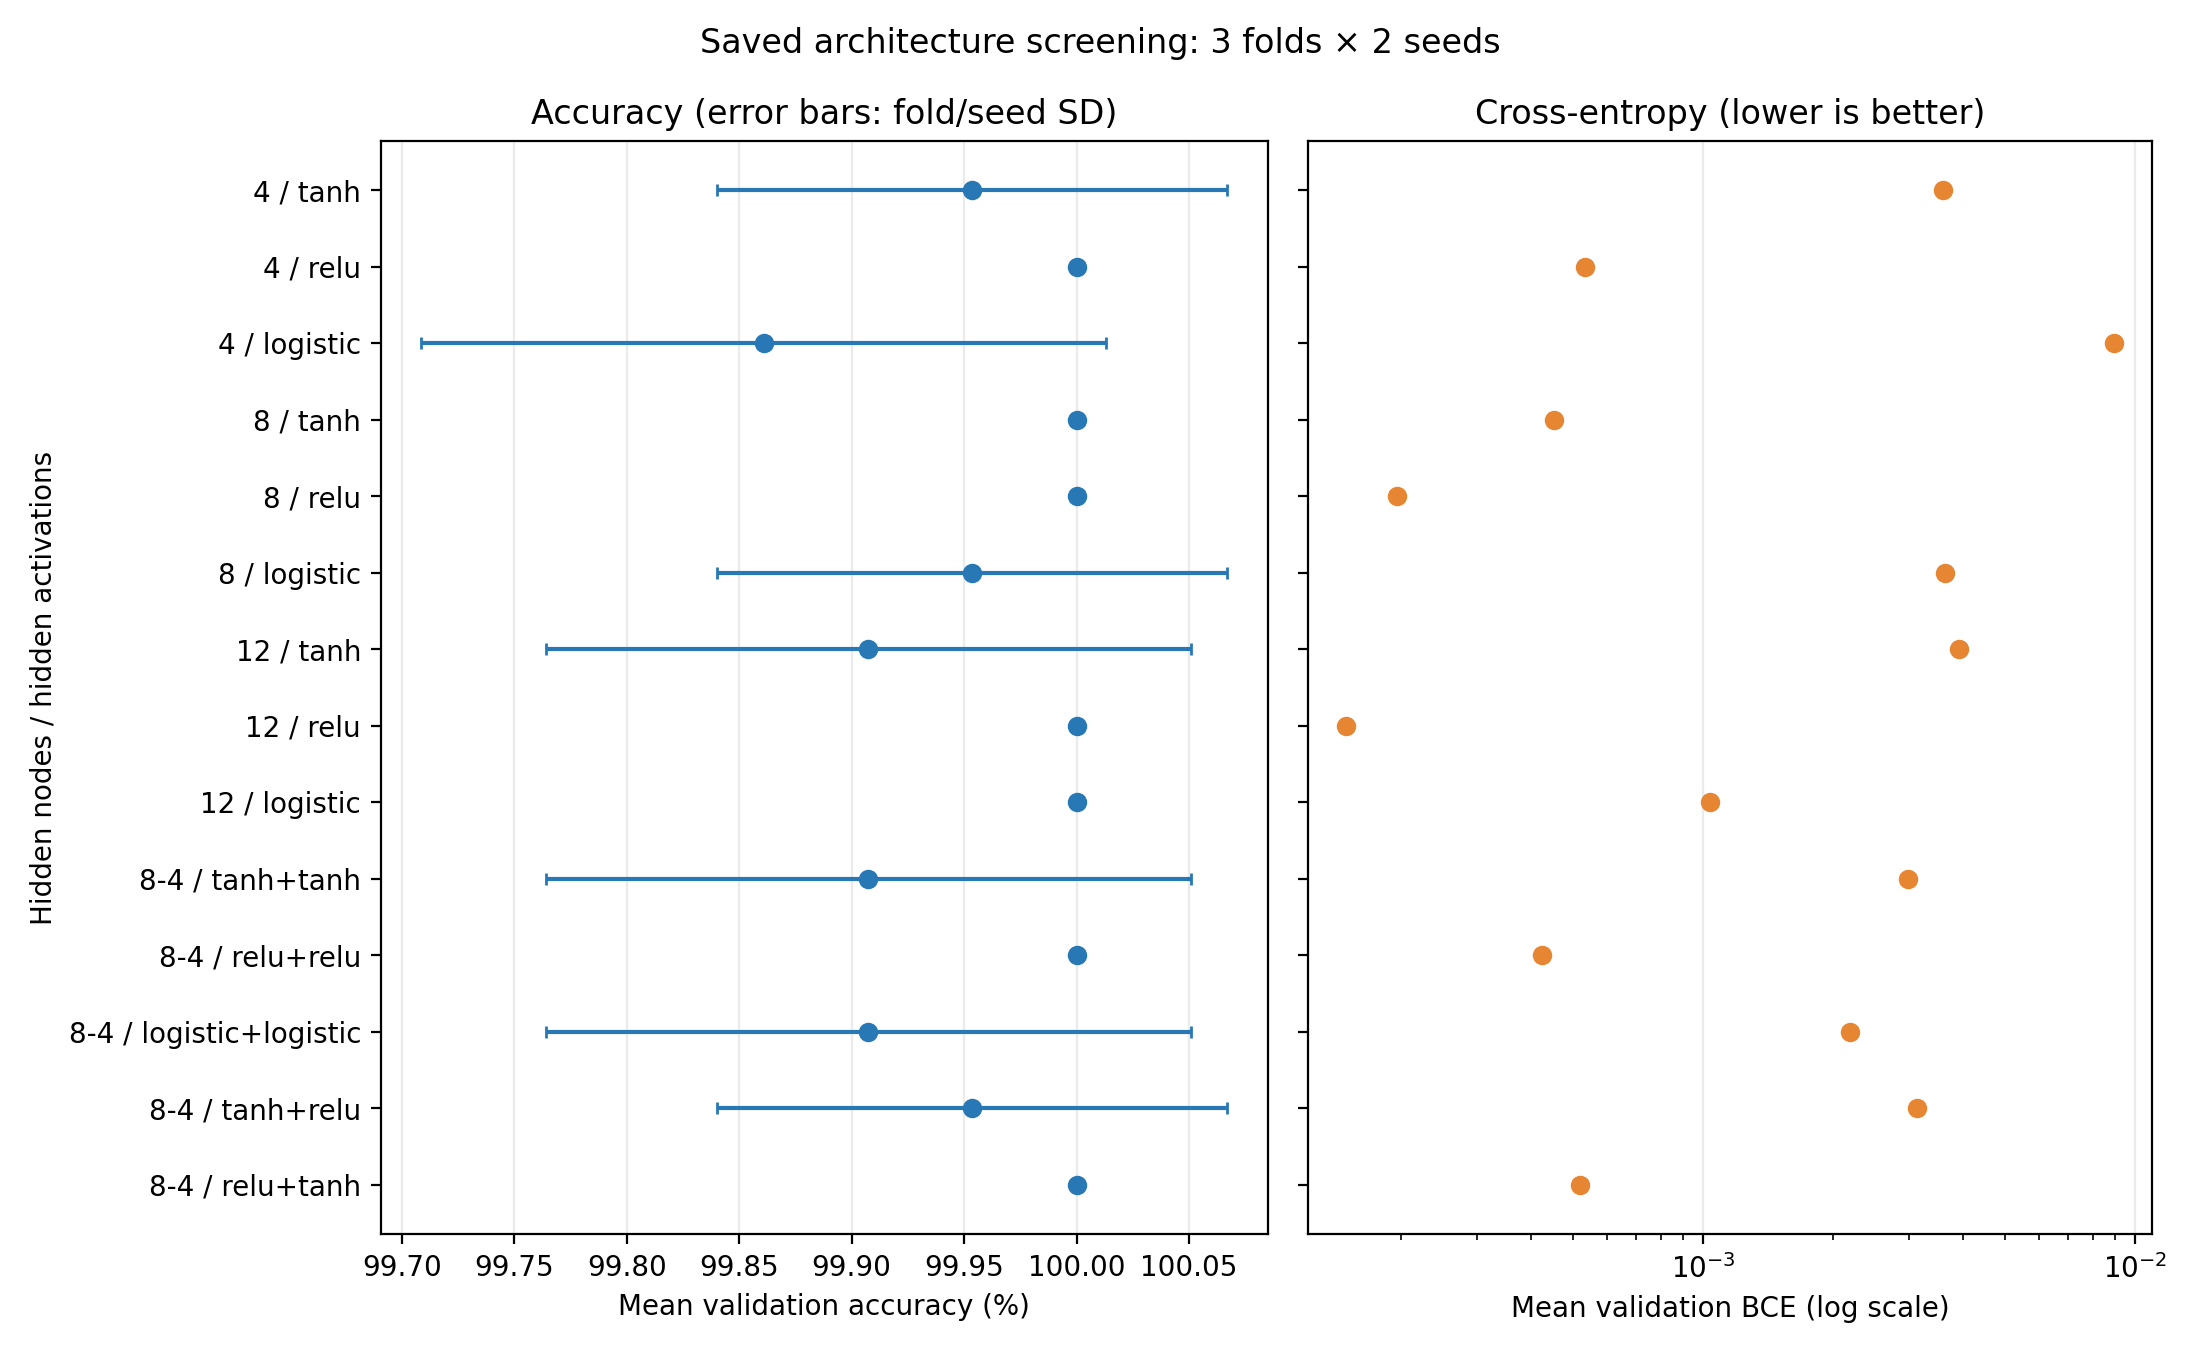 Saved architecture screening: 3 folds × 2 seeds
Accuracy (error bars: fold/seed SD)
Cross-entropy (lower is better)
Hidden nodes / hidden activations
4 / tanh
4 / relu
4 / logistic
8 / tanh
8 / relu
8 / logistic
12 / tanh
12 / relu
12 / logistic
8-4 / tanh+tanh
8-4 / relu+relu
8-4 / logistic+logistic
8-4 / tanh+relu
8-4 / relu+tanh
99.70 99.75 99.80 99.85 99.90 99.95 100.00 100.05
Mean validation accuracy (%)
10⁻³ 10⁻²
Mean validation BCE (log scale)